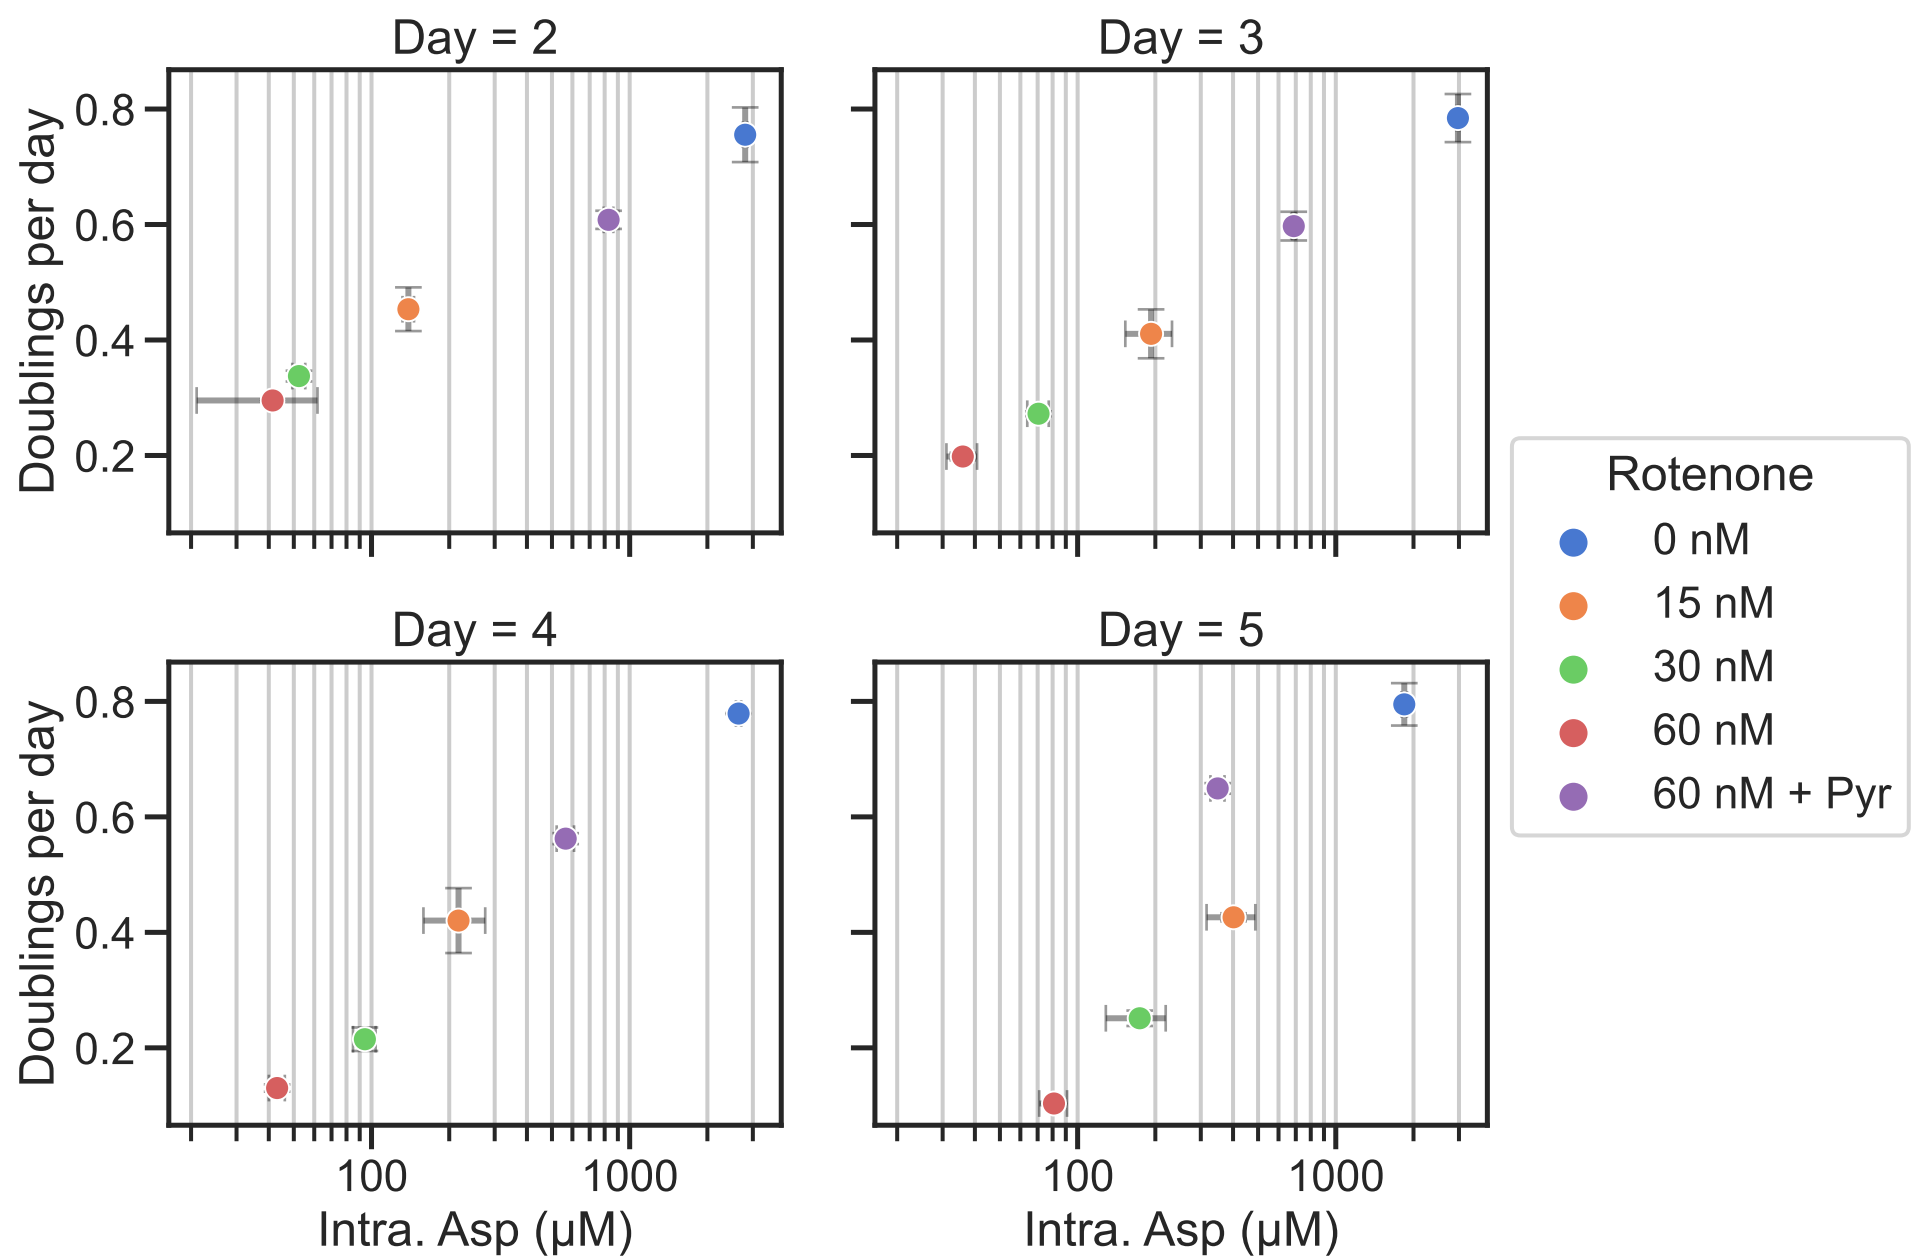 Day = 2
Day = 3
Doublings per day
0.8
0.6
0.4
0.2
Rotenone
0 nM
15 nM
30 nM
60 nM
60 nM + Pyr
Day = 4
Day = 5
Doublings per day
0.8
0.6
0.4
0.2
100
1000
100
1000
Intra. Asp (μM)
Intra. Asp (μM)